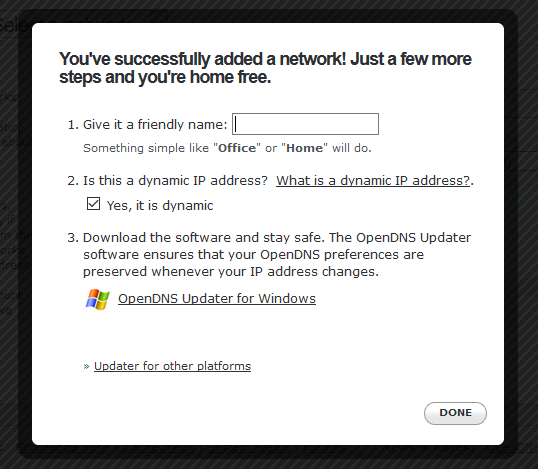 You've successfully added a network! Just a few more
steps and you're home free.
1. Give it a friendly name:
Something simple like "Office" or "Home" will do.
2. Is this a dynamic IP address? What is a dynamic IP address?.
Yes, it is dynamic
3. Download the software and stay safe. The OpenDNS Updater
software ensures that your OpenDNS preferences are
preserved whenever your IP address changes.
OpenDNS Updater for Windows
» Updater for other platforms
DONE